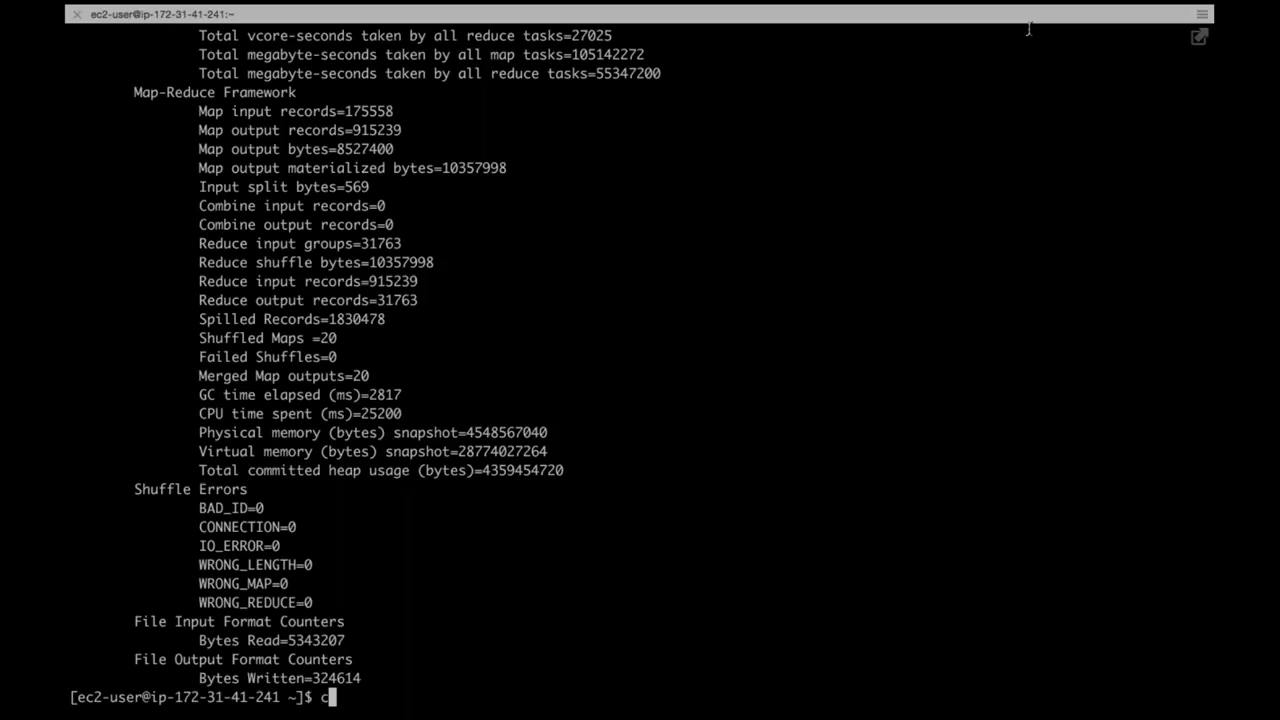 ec2-user@ip-172-31-41-241:~
Total vcore-seconds taken by all reduce tasks=27025
Total megabyte-seconds taken by all map tasks=105142272
Total megabyte-seconds taken by all reduce tasks=55347200
Map-Reduce Framework
Map input records=175558
Map output records=915239
Map output bytes=8527400
Map output materialized bytes=10357998
Input split bytes=569
Combine input records=0
Combine output records=0
Reduce input groups=31763
Reduce shuffle bytes=10357998
Reduce input records=915239
Reduce output records=31763
Spilled Records=1830478
Shuffled Maps =20
Failed Shuffles=0
Merged Map outputs=20
GC time elapsed (ms)=2817
CPU time spent (ms)=25200
Physical memory (bytes) snapshot=4548567040
Virtual memory (bytes) snapshot=28774027264
Total committed heap usage (bytes)=4359454720
Shuffle Errors
BAD_ID=0
CONNECTION=0
IO_ERROR=0
WRONG_LENGTH=0
WRONG_MAP=0
WRONG_REDUCE=0
File Input Format Counters
Bytes Read=5343207
File Output Format Counters
Bytes Written=324614
[ec2-user@ip-172-31-41-241 ~]$ c